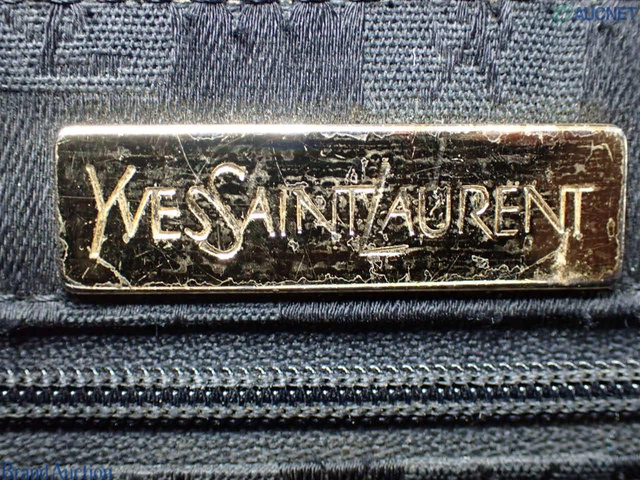 AUCNET
YVES SAINT LAURENT
Brand Auction